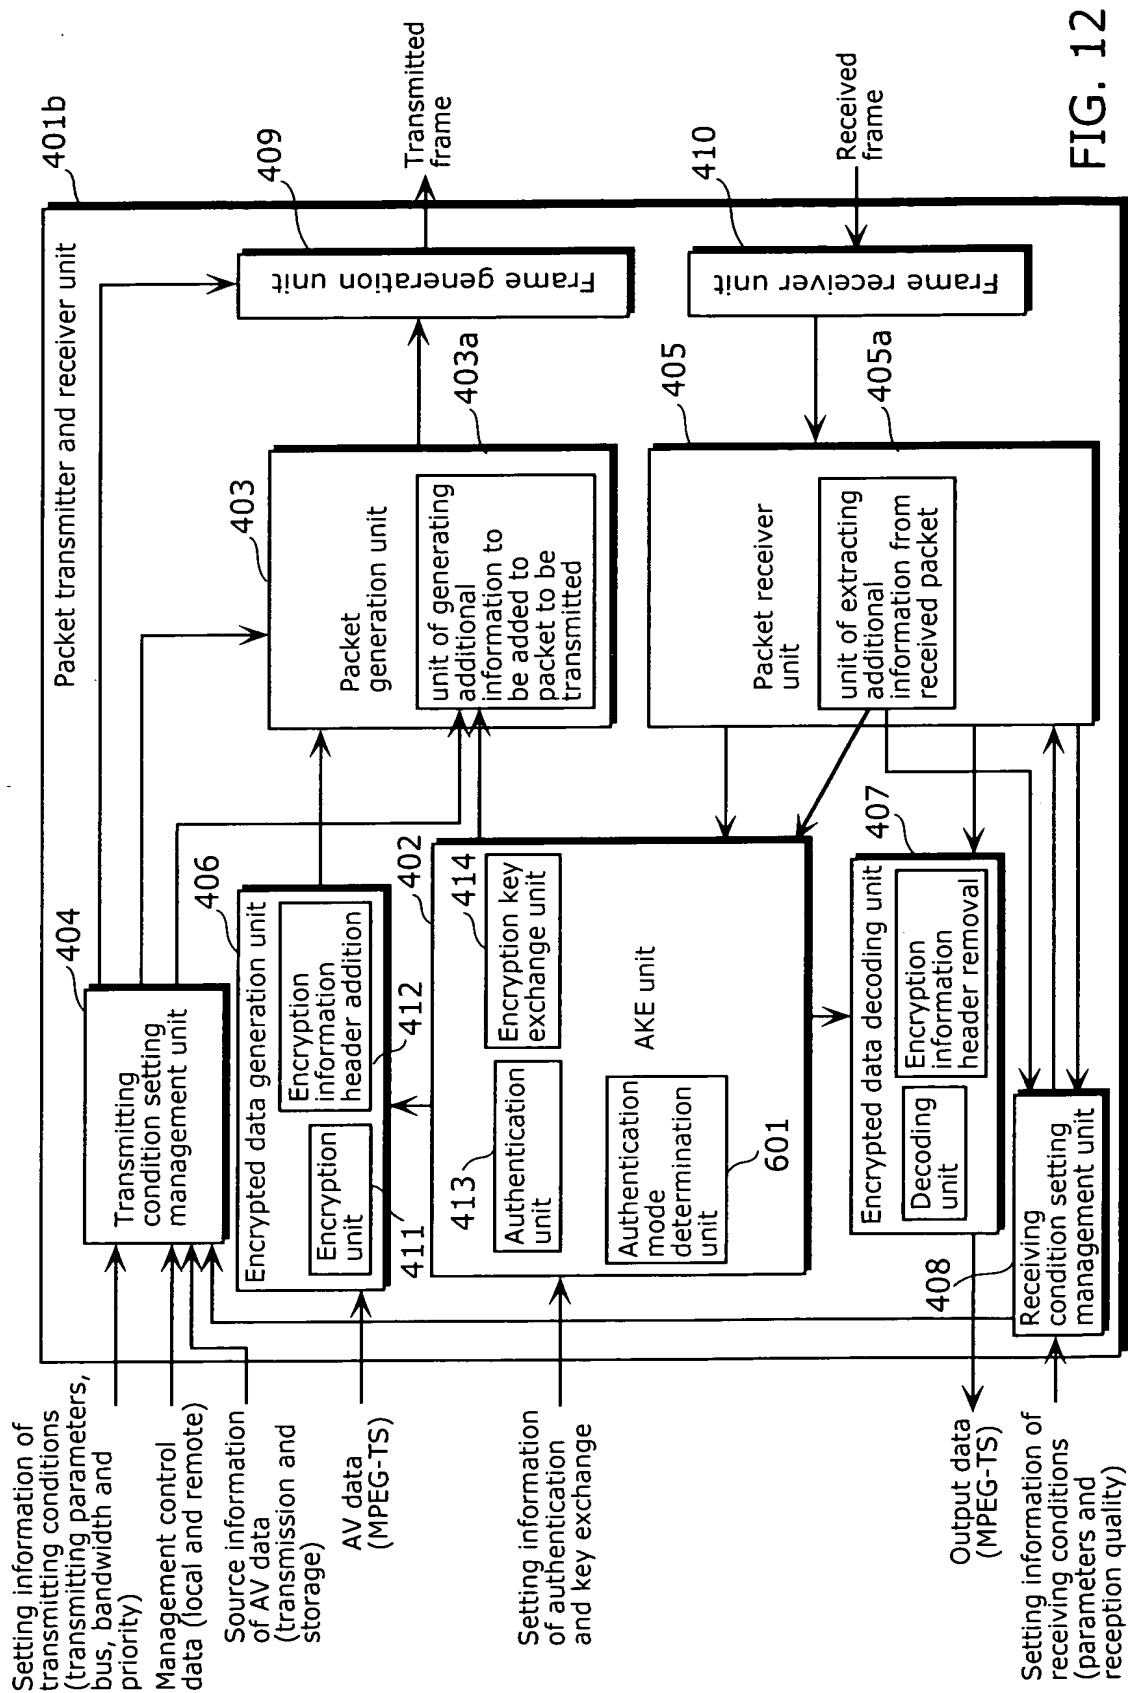 Packet transmitter and receiver unit
401b
Setting information of
transmitting conditions
(transmitting parameters,
bus, bandwidth and
priority)
Management control
data (local and remote)
Source information
of AV data
(transmission and
storage)
AV data
(MPEG-TS)
Setting information
of authentication
and key exchange
Output data
(MPEG-TS)
Setting information of
receiving conditions
(parameters and
reception quality)
404
Transmitting
condition setting
management unit
406
Encrypted data generation unit
Encryption
unit
411
Encryption
information
header addition
412
402
AKE unit
413
Authentication
unit
414
Encryption key
exchange unit
Authentication
mode
determination
unit
601
407
Encrypted data decoding unit
Decoding
unit
Encryption
information
header removal
408
Receiving
condition setting
management unit
403
Packet
generation unit
403a
unit of generating
additional
information to
be added to
packet to be
transmitted
405
Packet receiver
unit
405a
unit of extracting
additional
information from
received packet
409
Frame generation unit
Transmitted
frame
410
Frame receiver unit
Received
frame
FIG. 12